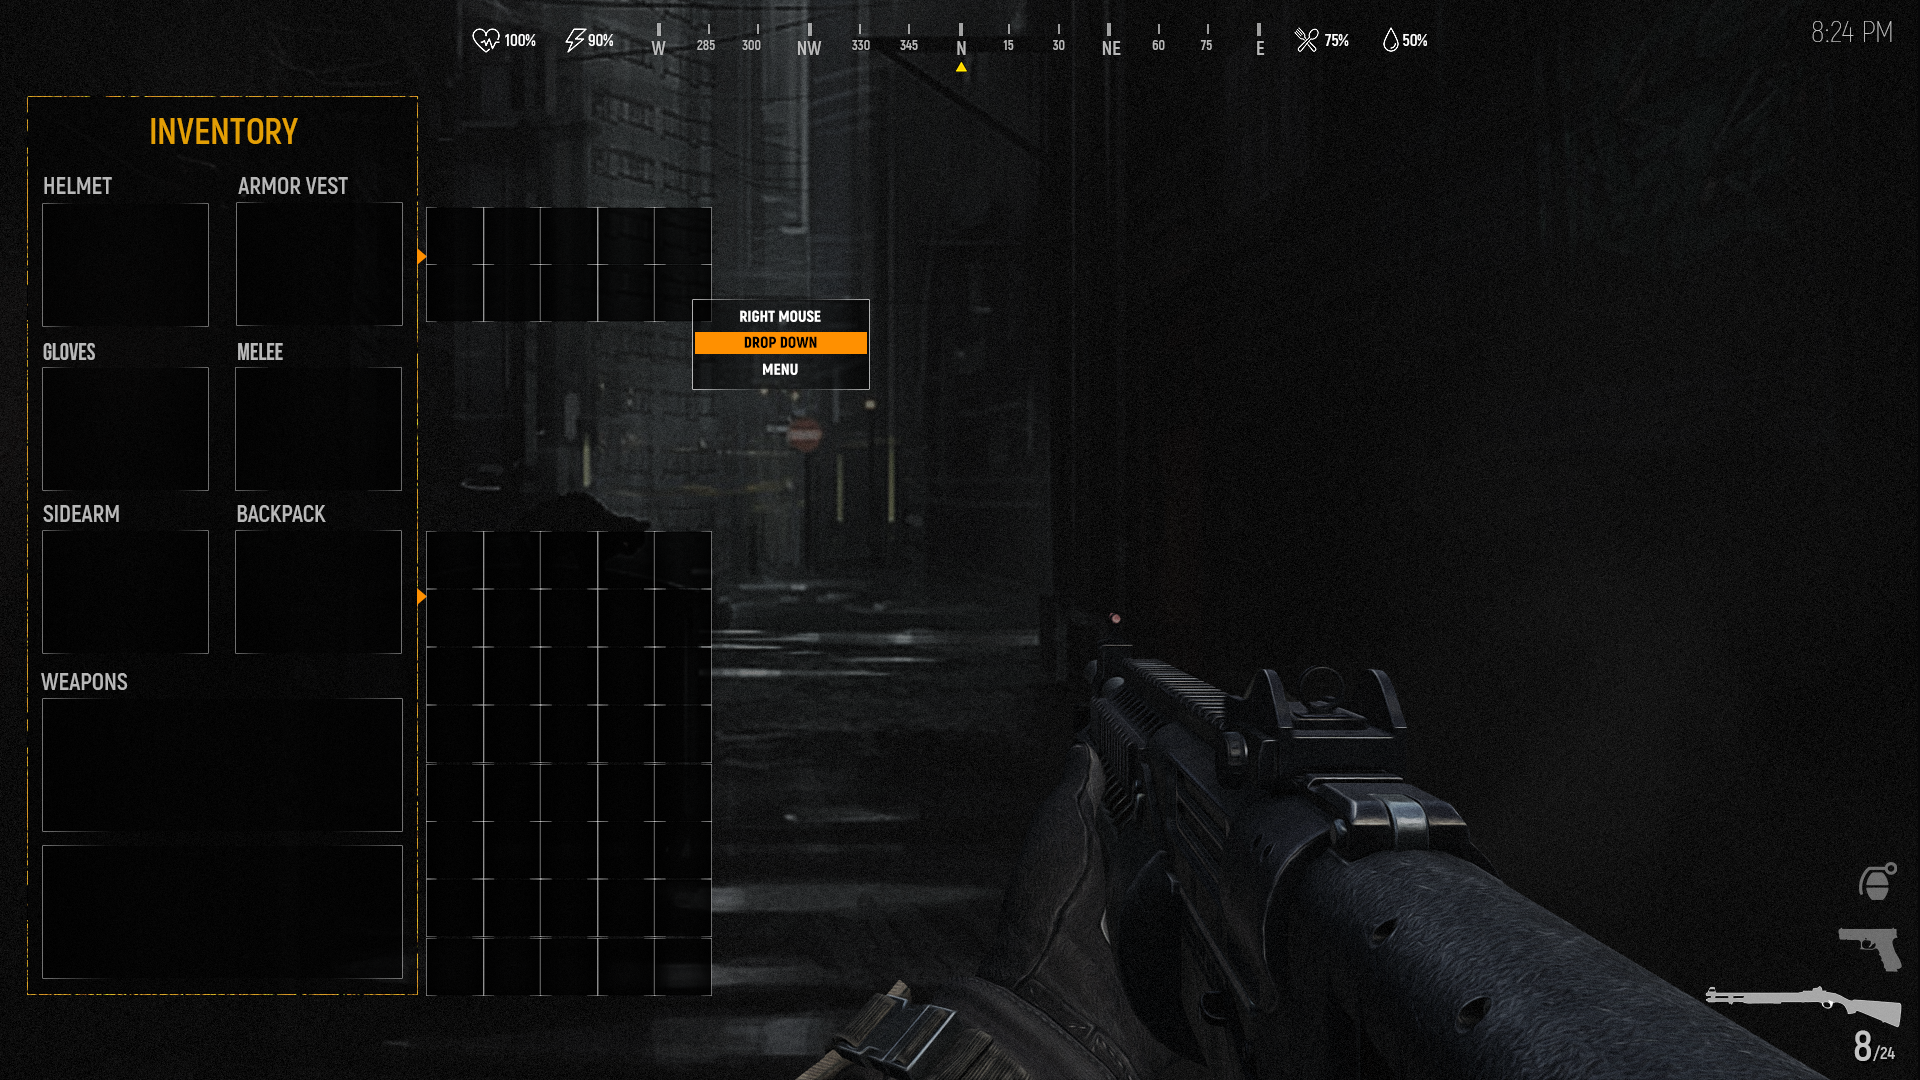 100%
90%
W
285
300
NW
330
345
N
15
30
NE
60
75
E
75%
50%
8:24 PM
INVENTORY
HELMET
ARMOR VEST
RIGHT MOUSE
DROP DOWN
MENU
GLOVES
MELEE
SIDEARM
BACKPACK
WEAPONS
8/24